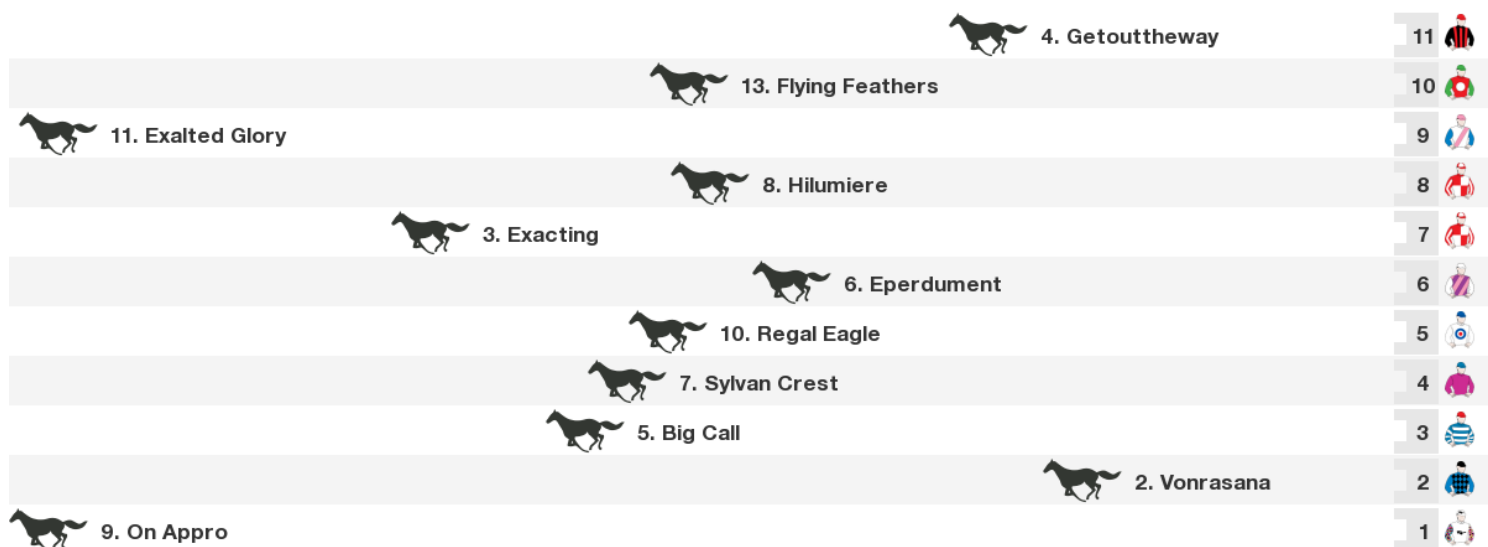 4. Getouttheway 11
13. Flying Feathers 10
11. Exalted Glory 9
8. Hilumiere 8
3. Exacting 7
6. Eperdument 6
10. Regal Eagle 5
7. Sylvan Crest 4
5. Big Call 3
2. Vonrasana 2
9. On Appro 1